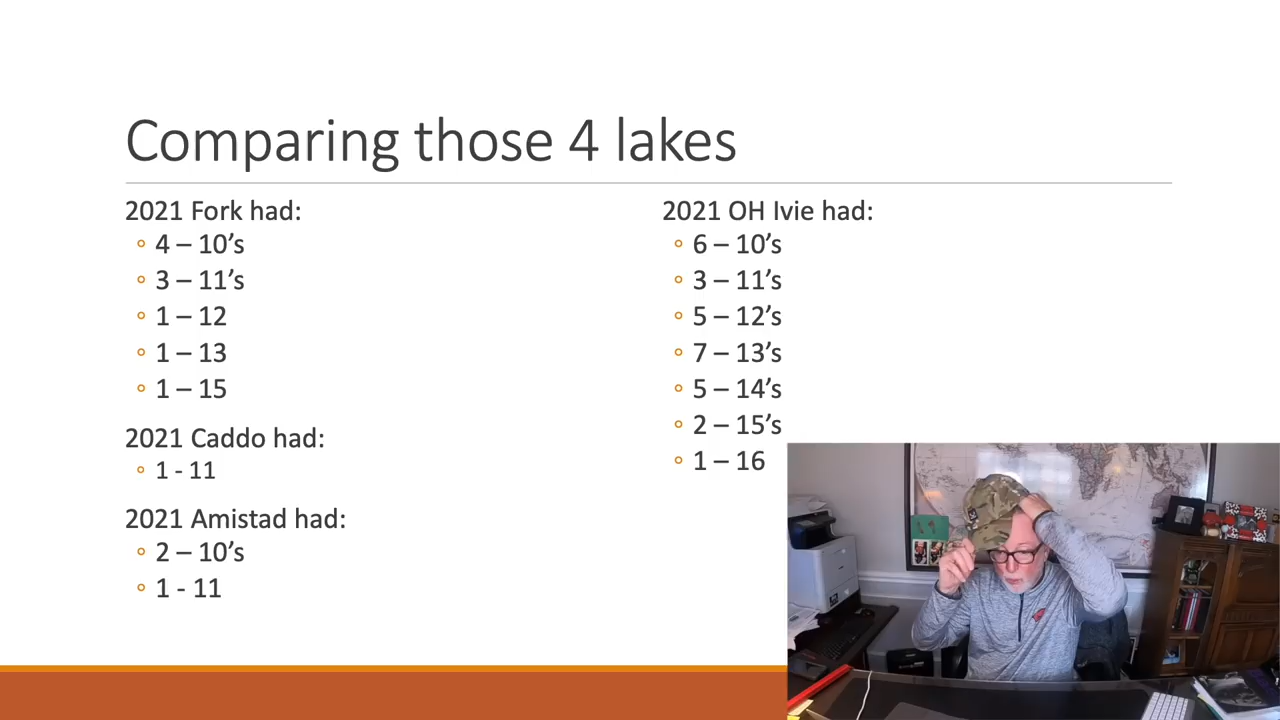 Comparing those 4 lakes
2021 Fork had:
4 – 10’s
3 – 11’s
1 – 12
1 – 13
1 – 15
2021 Caddo had:
1 - 11
2021 Amistad had:
2 – 10’s
1 - 11
2021 OH Ivie had:
6 – 10’s
3 – 11’s
5 – 12’s
7 – 13’s
5 – 14’s
2 – 15’s
1 – 16